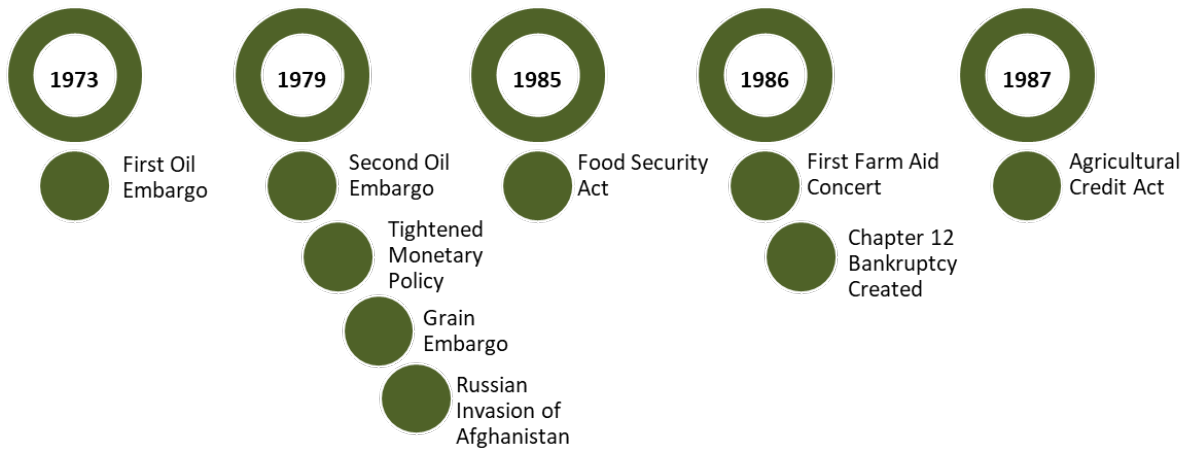 1973
First Oil
Embargo
1979
Second Oil
Embargo
Tightened
Monetary
Policy
Grain
Embargo
Russian
Invasion of
Afghanistan
1985
Food Security
Act
1986
First Farm Aid
Concert
Chapter 12
Bankruptcy
Created
1987
Agricultural
Credit Act